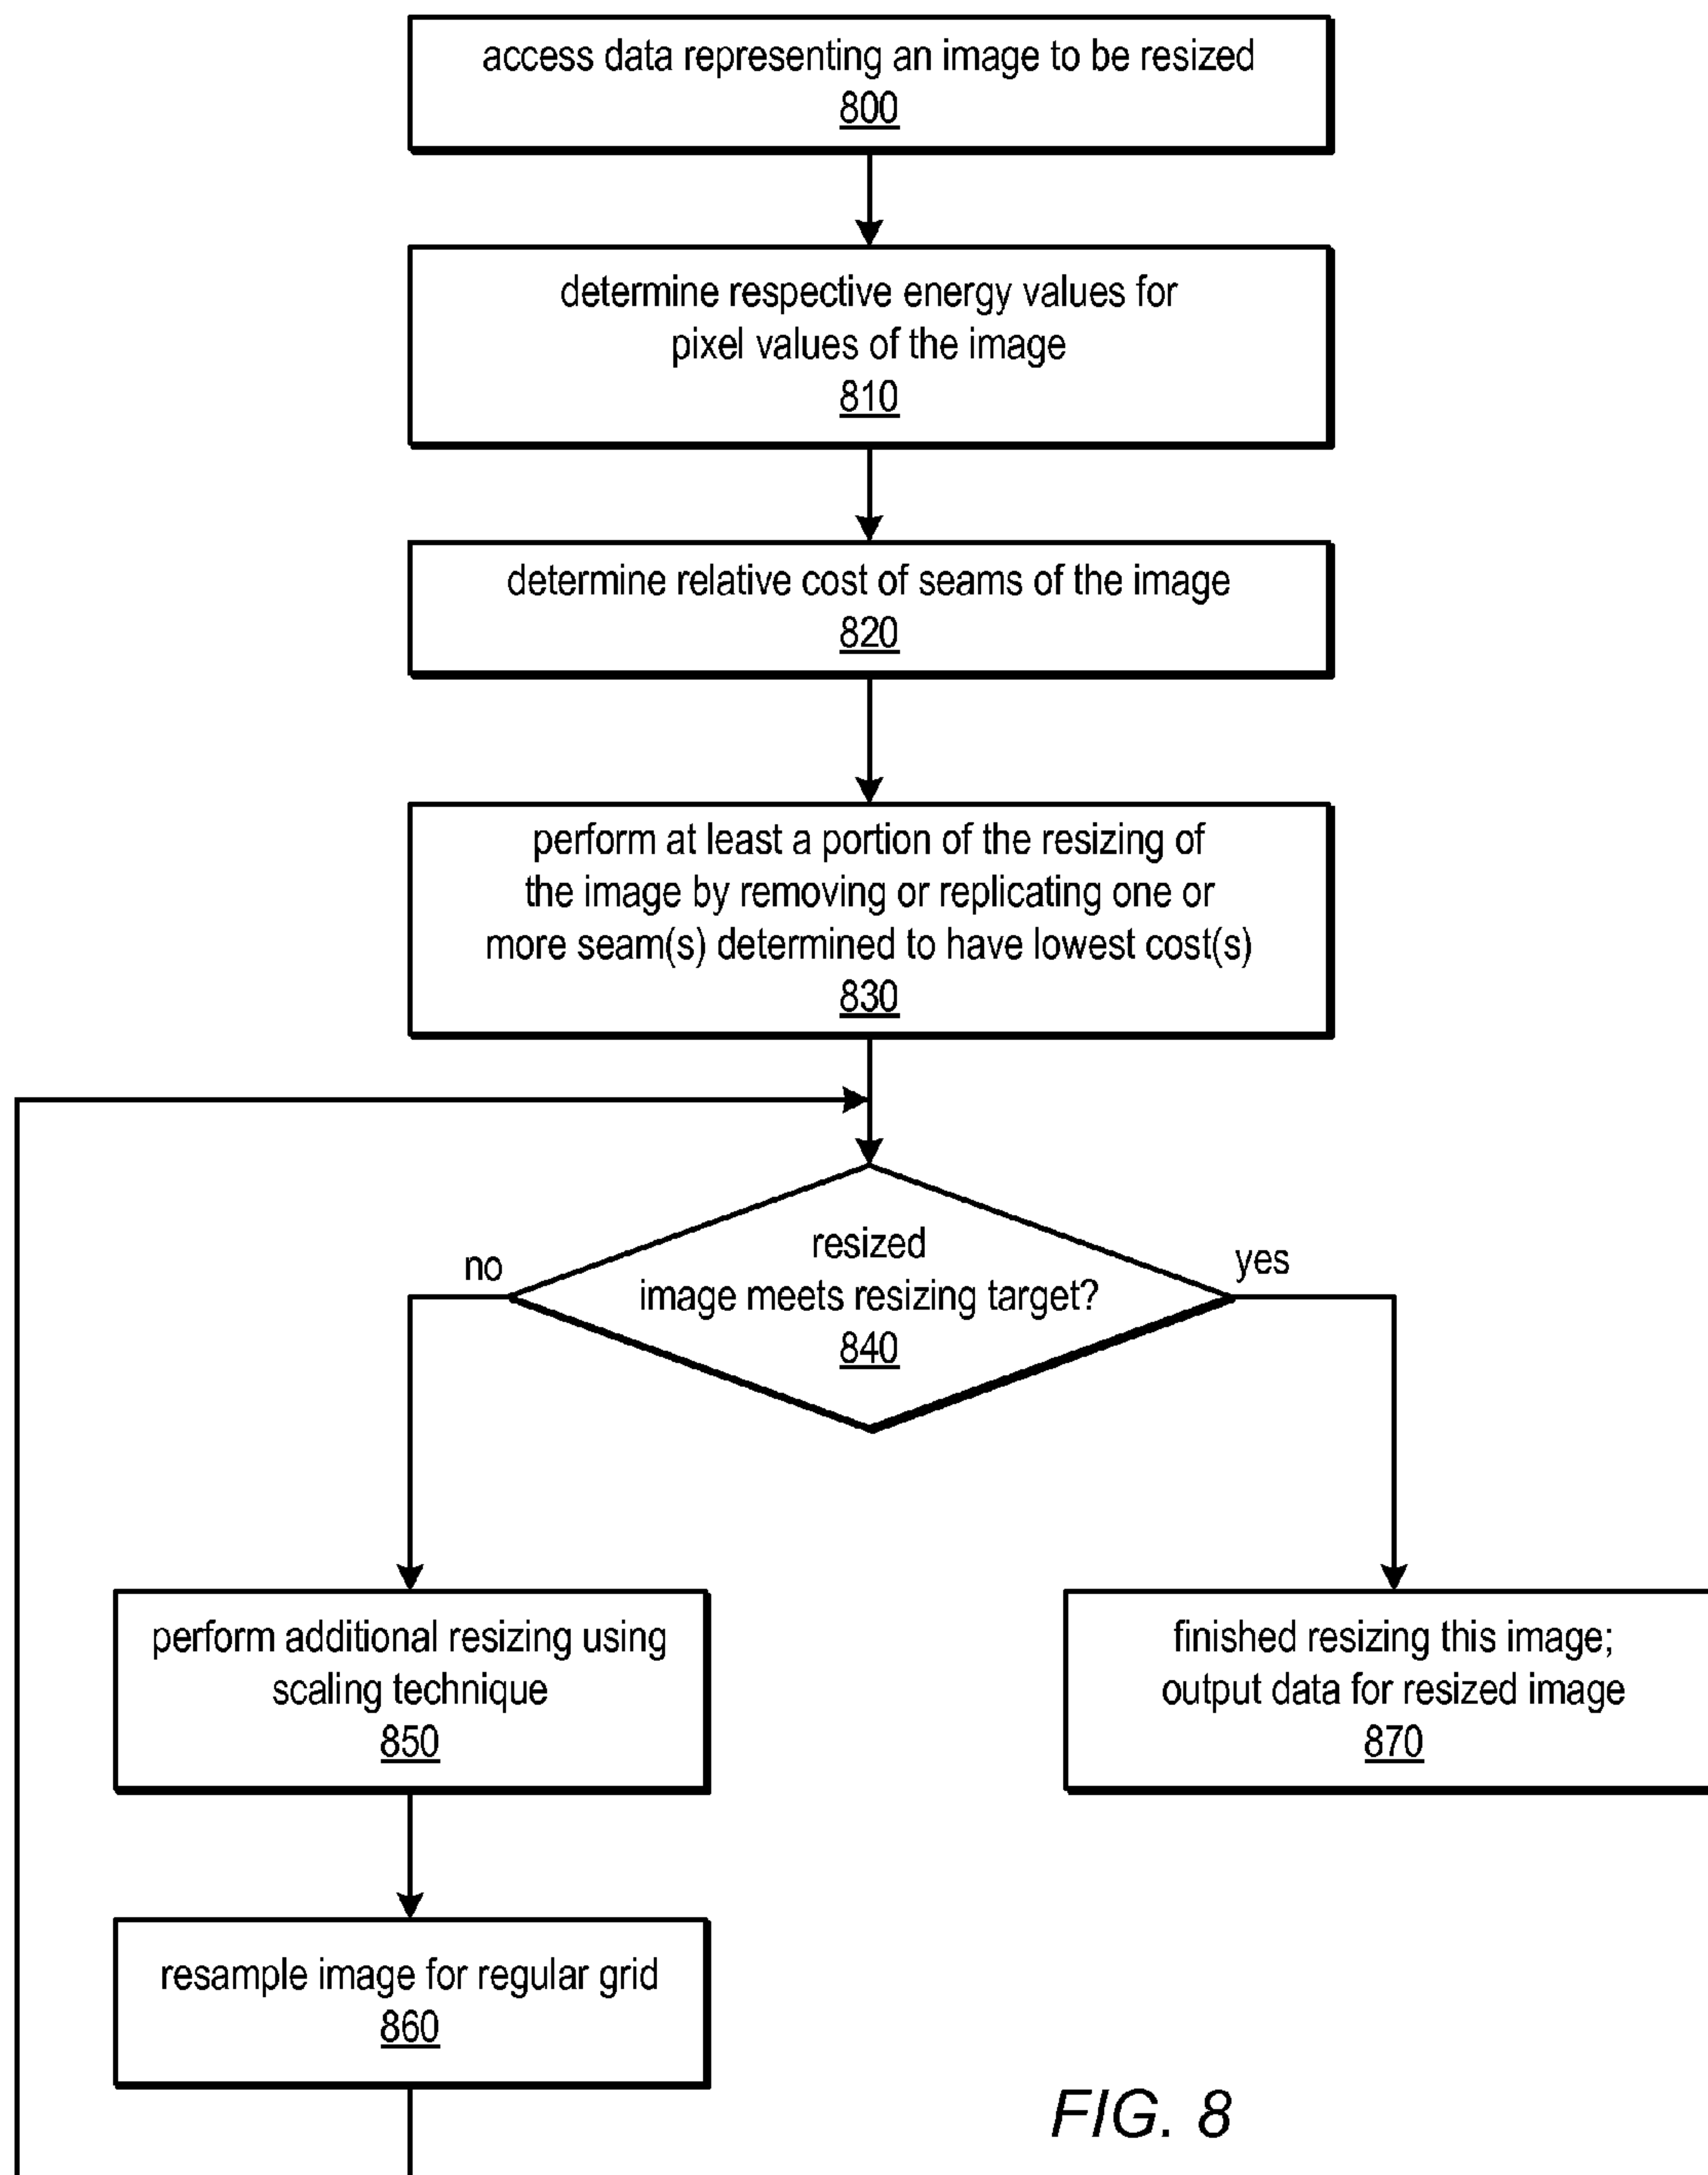 access data representing an image to be resized
800
determine respective energy values for
pixel values of the image
810
determine relative cost of seams of the image
820
perform at least a portion of the resizing of
the image by removing or replicating one or
more seam(s) determined to have lowest cost(s)
830
no
resized
image meets resizing target?
840
yes
perform additional resizing using
scaling technique
850
finished resizing this image;
output data for resized image
870
resample image for regular grid
860
FIG. 8